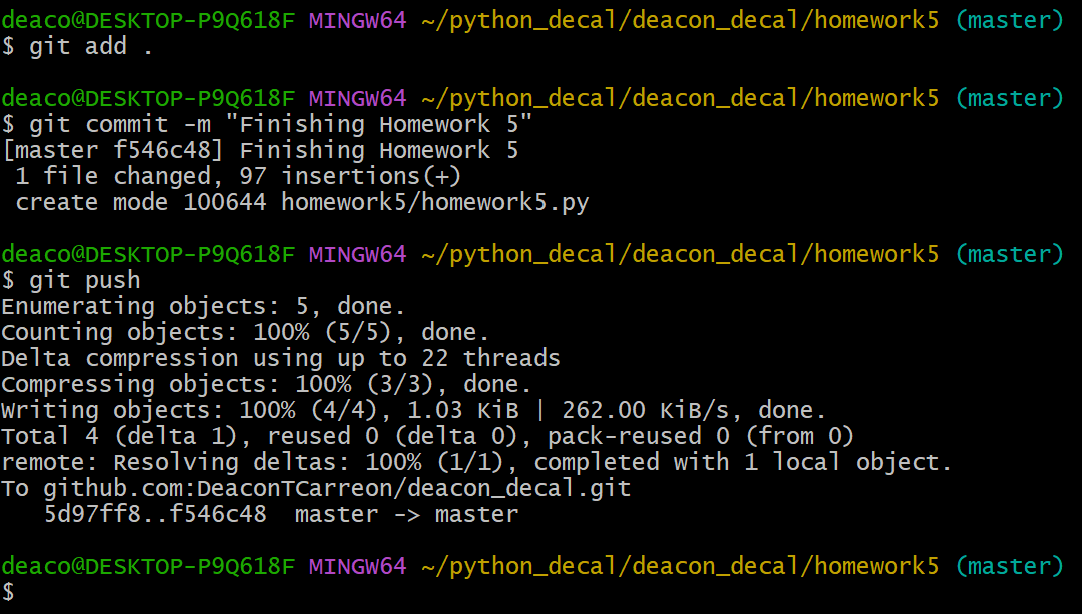 deaco@DESKTOP-P9Q618F MINGW64 ~/python_decal/deacon_decal/homework5 (master)
$ git add .
deaco@DESKTOP-P9Q618F MINGW64 ~/python_decal/deacon_decal/homework5 (master)
$ git commit -m "Finishing Homework 5"
[master f546c48] Finishing Homework 5
 1 file changed, 97 insertions(+)
 create mode 100644 homework5/homework5.py
deaco@DESKTOP-P9Q618F MINGW64 ~/python_decal/deacon_decal/homework5 (master)
$ git push
Enumerating objects: 5, done.
Counting objects: 100% (5/5), done.
Delta compression using up to 22 threads
Compressing objects: 100% (3/3), done.
Writing objects: 100% (4/4), 1.03 KiB | 262.00 KiB/s, done.
Total 4 (delta 1), reused 0 (delta 0), pack-reused 0 (from 0)
remote: Resolving deltas: 100% (1/1), completed with 1 local object.
To github.com:DeaconTCarreon/deacon_decal.git
   5d97ff8..f546c48  master -> master
deaco@DESKTOP-P9Q618F MINGW64 ~/python_decal/deacon_decal/homework5 (master)
$